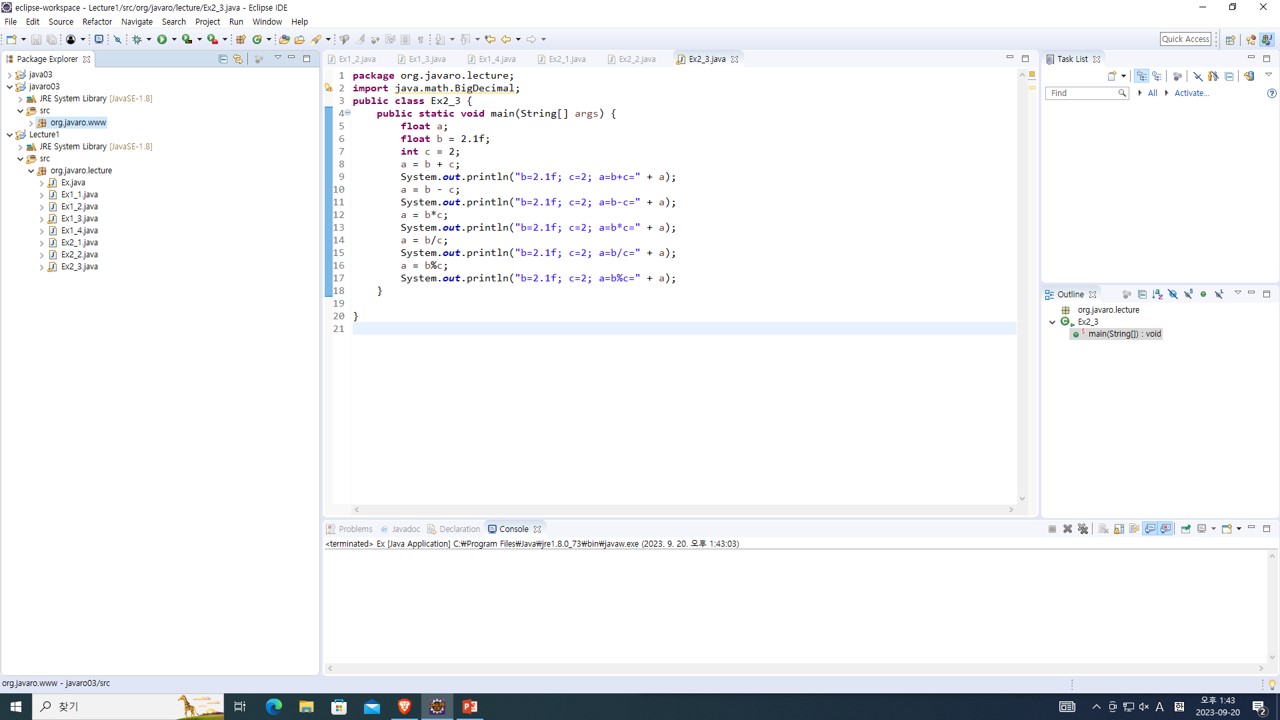 eclipse-workspace - Lecture1/src/org/javaro/lecture/Ex2_3.java - Eclipse IDE
File Edit Source Refactor Navigate Search Project Run Window Help
Quick Access
Package Explorer
java03
javaro03
JRE System Library [JavaSE-1.8]
src
org.javaro.www
Lecture1
JRE System Library [JavaSE-1.8]
src
org.javaro.lecture
Ex.java
Ex1_1.java
Ex1_2.java
Ex1_3.java
Ex1_4.java
Ex2_1.java
Ex2_2.java
Ex2_3.java
Ex1_2.java Ex1_3.java Ex1_4.java Ex2_1.java Ex2_2.java Ex2_3.java
1 package org.javaro.lecture;
2 import java.math.BigDecimal;
3 public class Ex2_3 {
4 public static void main(String[] args) {
5 float a;
6 float b = 2.1f;
7 int c = 2;
8 a = b + c;
9 System.out.println("b=2.1f; c=2; a=b+c=" + a);
10 a = b - c;
11 System.out.println("b=2.1f; c=2; a=b-c=" + a);
12 a = b*c;
13 System.out.println("b=2.1f; c=2; a=b*c=" + a);
14 a = b/c;
15 System.out.println("b=2.1f; c=2; a=b/c=" + a);
16 a = b%c;
17 System.out.println("b=2.1f; c=2; a=b%c=" + a);
18 }
19
20 }
21
Task List
Find All Activate...
Outline
org.javaro.lecture
Ex2_3
main(String[]) : void
Problems Javadoc Declaration Console
<terminated> Ex [Java Application] C:₩Program Files₩Java₩jre1.8.0_73₩bin₩javaw.exe (2023. 9. 20. 오후 1:43:03)
org.javaro.www - javaro03/src
찾기
A 한
오후 1:43
2023-09-20
2